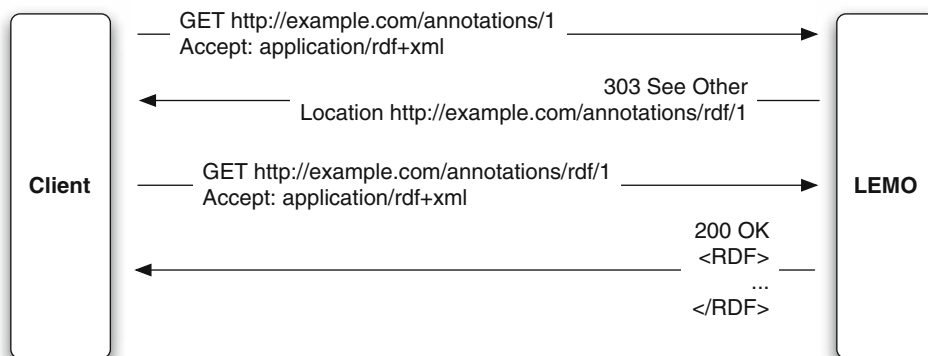 GET http://example.com/annotations/1
Accept: application/rdf+xml
303 See Other
Location http://example.com/annotations/rdf/1
Client
GET http://example.com/annotations/rdf/1
Accept: application/rdf+xml
LEMO
200 OK
<RDF>
...
</RDF>